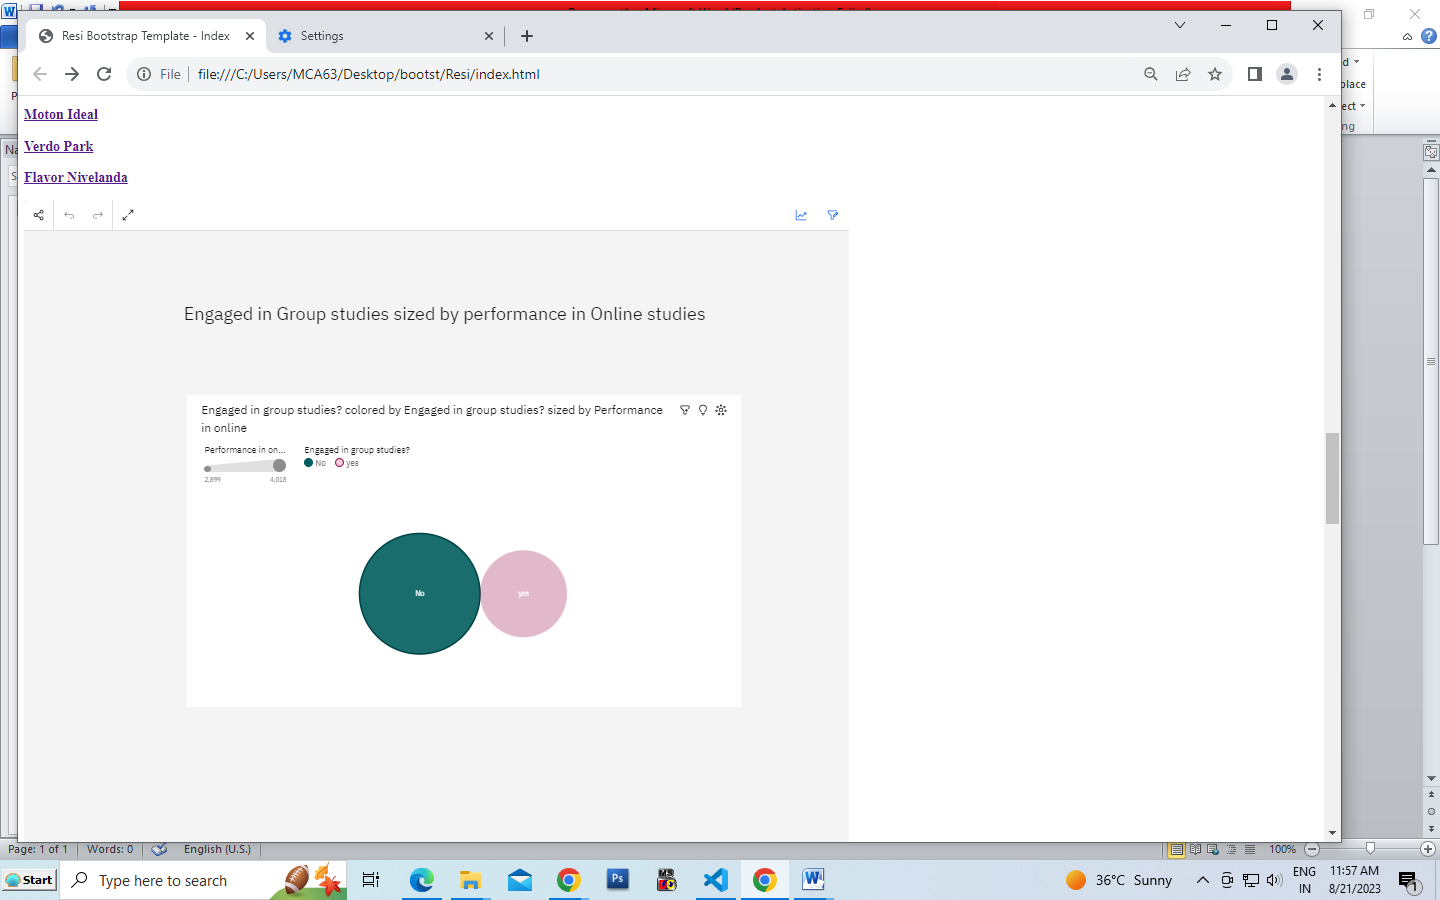 Resi Bootstrap Template - Index
Settings
File
file:///C:/Users/MCA63/Desktop/bootst/Resi/index.html
Moton Ideal
Verdo Park
Flavor Nivelanda
Engaged in Group studies sized by performance in Online studies
Engaged in group studies? colored by Engaged in group studies? sized by Performance
in online
Performance in on...
2,899
4,018
Engaged in group studies?
No
yes
No
yes
Page: 1 of 1
Words: 0
English (U.S.)
100%
Start
Type here to search
Ps
36°C Sunny
ENG
IN
11:57 AM
8/21/2023
1